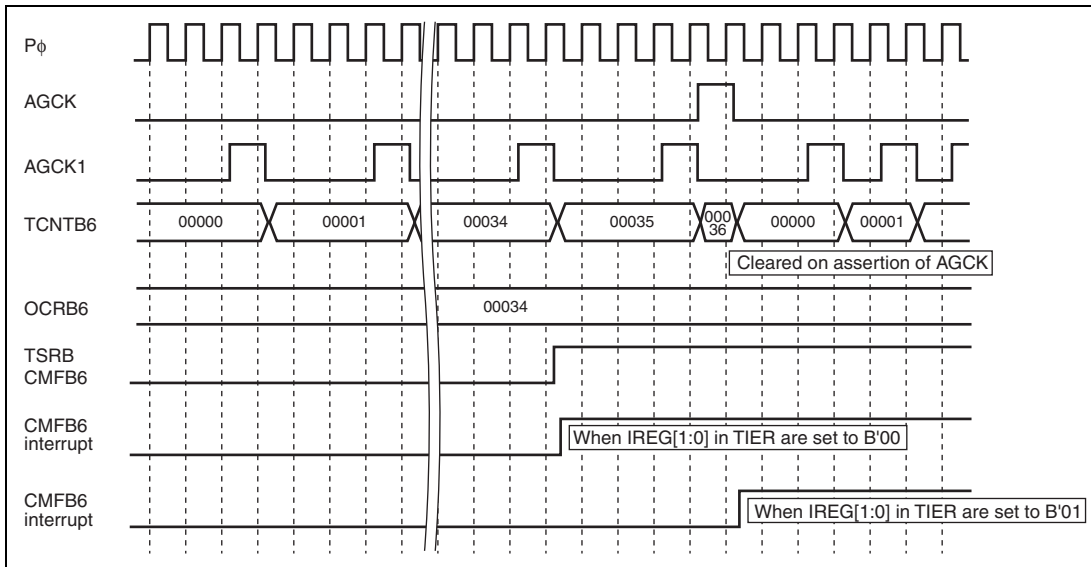 Pϕ
AGCK
AGCK1
TCNTB6
00000
00001
00034
00035
000
36
00000
00001
Cleared on assertion of AGCK
OCRB6
00034
TSRB
CMFB6
CMFB6
interrupt
When IREG[1:0] in TIER are set to B'00
CMFB6
interrupt
When IREG[1:0] in TIER are set to B'01